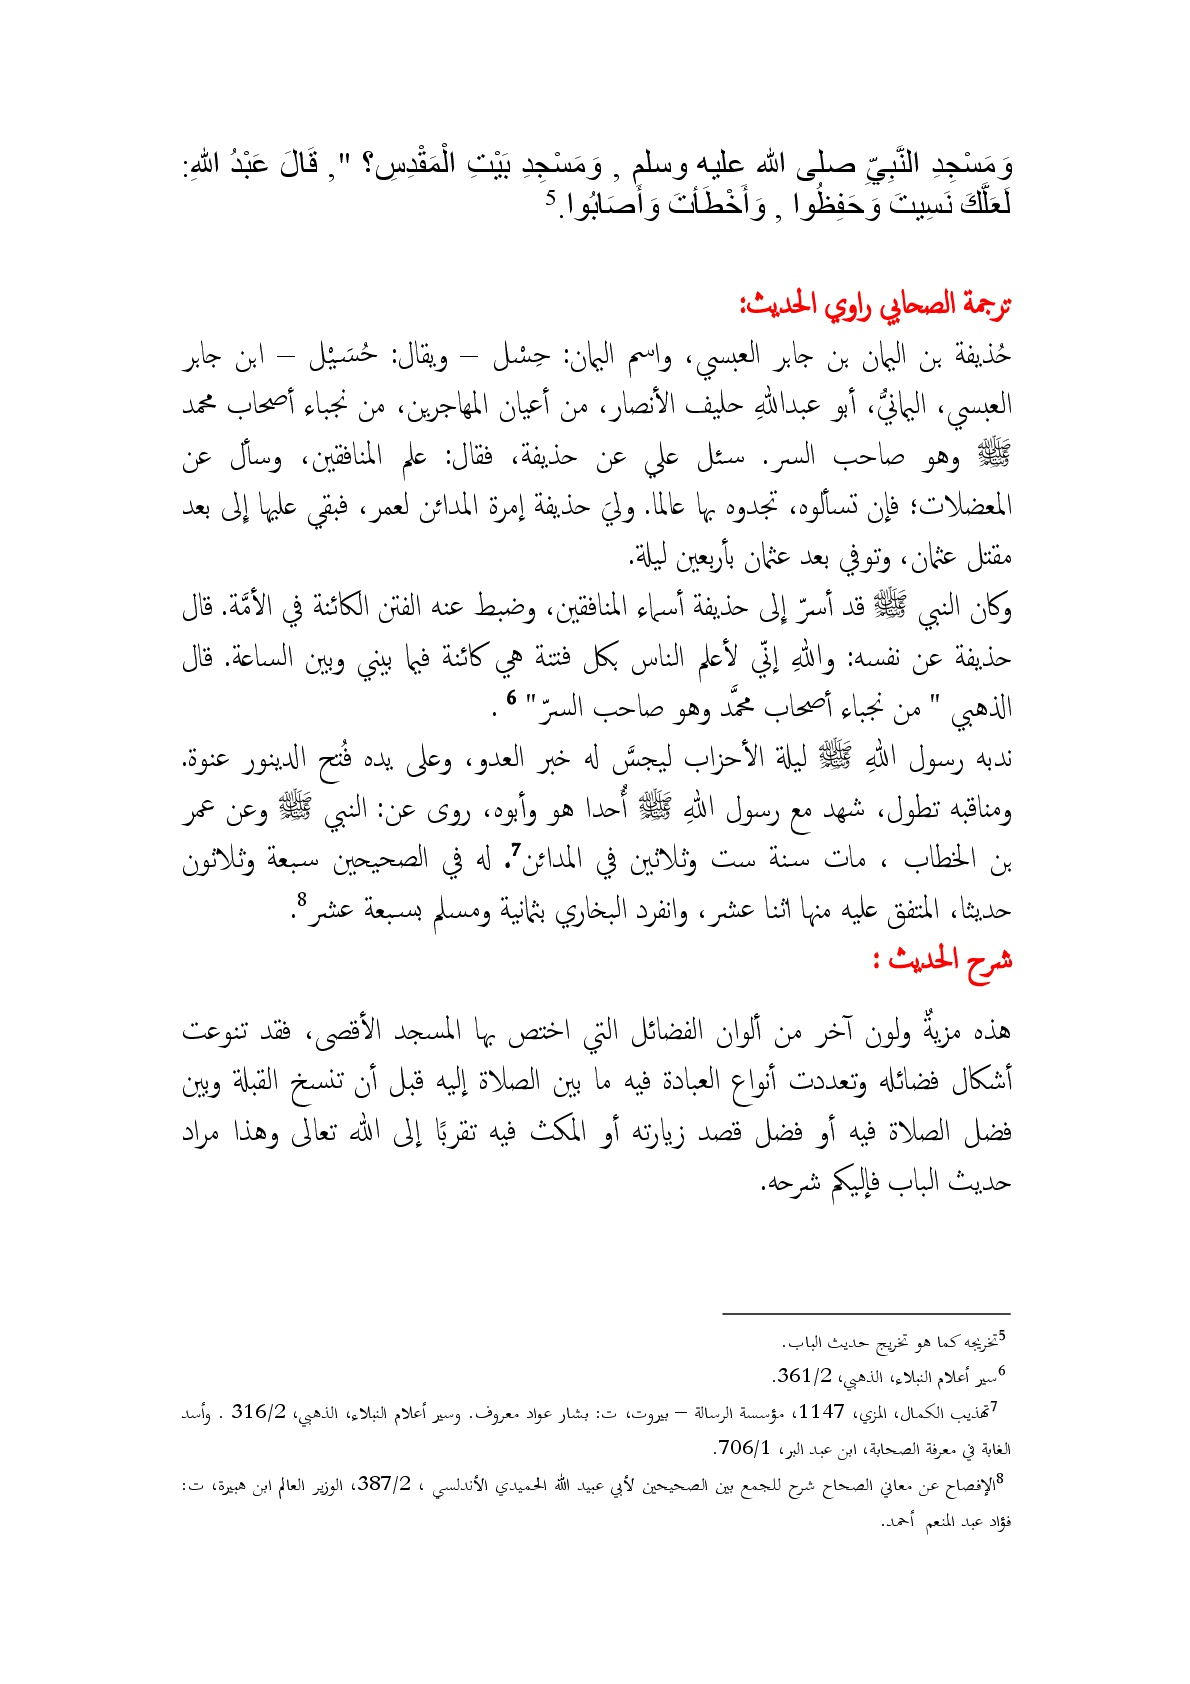 وَمَسْجِدِ النَّبِيِّ صلى الله عليه وسلم , وَمَسْجِدِ بَيْتِ الْمَقْدِسِ؟ ", قَالَ عَبْدُ اللهِ:
لَعَلَّكَ نَسِيتَ وَحَفِظُوا , وَأَخْطَأتَ وَأَصَابُوا.5
ترجمة الصحابي راوي الحديث:
حُذيفة بن اليمان بن جابر العبسي، واسم اليمان: حِسْل – ويقال: حُسَيْل – ابن جابر
العبسي، اليمانيُّ، أبو عبداللهِ حليف الأنصار، من أعيان المهاجرين، من نجباء أصحاب محمد
ﷺ وهو صاحب السر. سئل علي عن حذيفة، فقال: علم المنافقين، وسأل عن
المعضلات؛ فإن تسألوه، تجدوه بها عالما. وليَ حذيفة إمرة المدائن لعمر، فبقي عليها إِلى بعد
مقتل عثمان، وتوفي بعد عثمان بأربعين ليلة.
وكان النبي ﷺ قد أسرّ إِلى حذيفة أسماء المنافقين، وضبط عنه الفتن الكائنة في الأمَّة. قال
حذيفة عن نفسه: واللهِ إنّي لأعلم الناس بكل فتنة هي كائنة فيما بيني وبين الساعة. قال
الذهبي " من نجباء أصحاب محمَّد وهو صاحب السرّ" 6 .
ندبه رسول اللهِ ﷺ ليلة الأحزاب ليجسَّ له خبر العدو، وعلى يده فُتح الدينور عنوة.
ومناقبه تطول، شهد مع رسول اللهِ ﷺ أُحدا هو وأبوه، روى عن: النبي ﷺ وعن عمر
بن الخطاب ، مات سنة ست وثلاثين في المدائن7. له في الصحيحين سبعة وثلاثون
حديثا، المتفق عليه منها اثنا عشر، وانفرد البخاري بثمانية ومسلم بسبعة عشر8.
شرح الحديث :
هذه مزيةٌ ولون آخر من ألوان الفضائل التي اختص بها المسجد الأقصى، فقد تنوعت
أشكال فضائله وتعددت أنواع العبادة فيه ما بين الصلاة إليه قبل أن تنسخ القبلة وبين
فضل الصلاة فيه أو فضل قصد زيارته أو المكث فيه تقربًا إلى الله تعالى وهذا مراد
حديث الباب فإليكم شرحه.
5تخريجه كما هو تخريج حديث الباب.
6سير أعلام النبلاء، الذهبي، 361/2.
7تهذيب الكمال، المزي، 1147، مؤسسة الرسالة – بيروت، ت: بشار عواد معروف. وسير أعلام النبلاء، الذهبي، 316/2 . وأسد
الغابة في معرفة الصحابة، ابن عبد البر، 706/1.
8الإفصاح عن معاني الصحاح شرح للجمع بين الصحيحين لأبي عبيد الله الحميدي الأندلسي ، 387/2، الوزير العالم ابن هبيرة، ت:
فؤاد عبد المنعم أحمد.